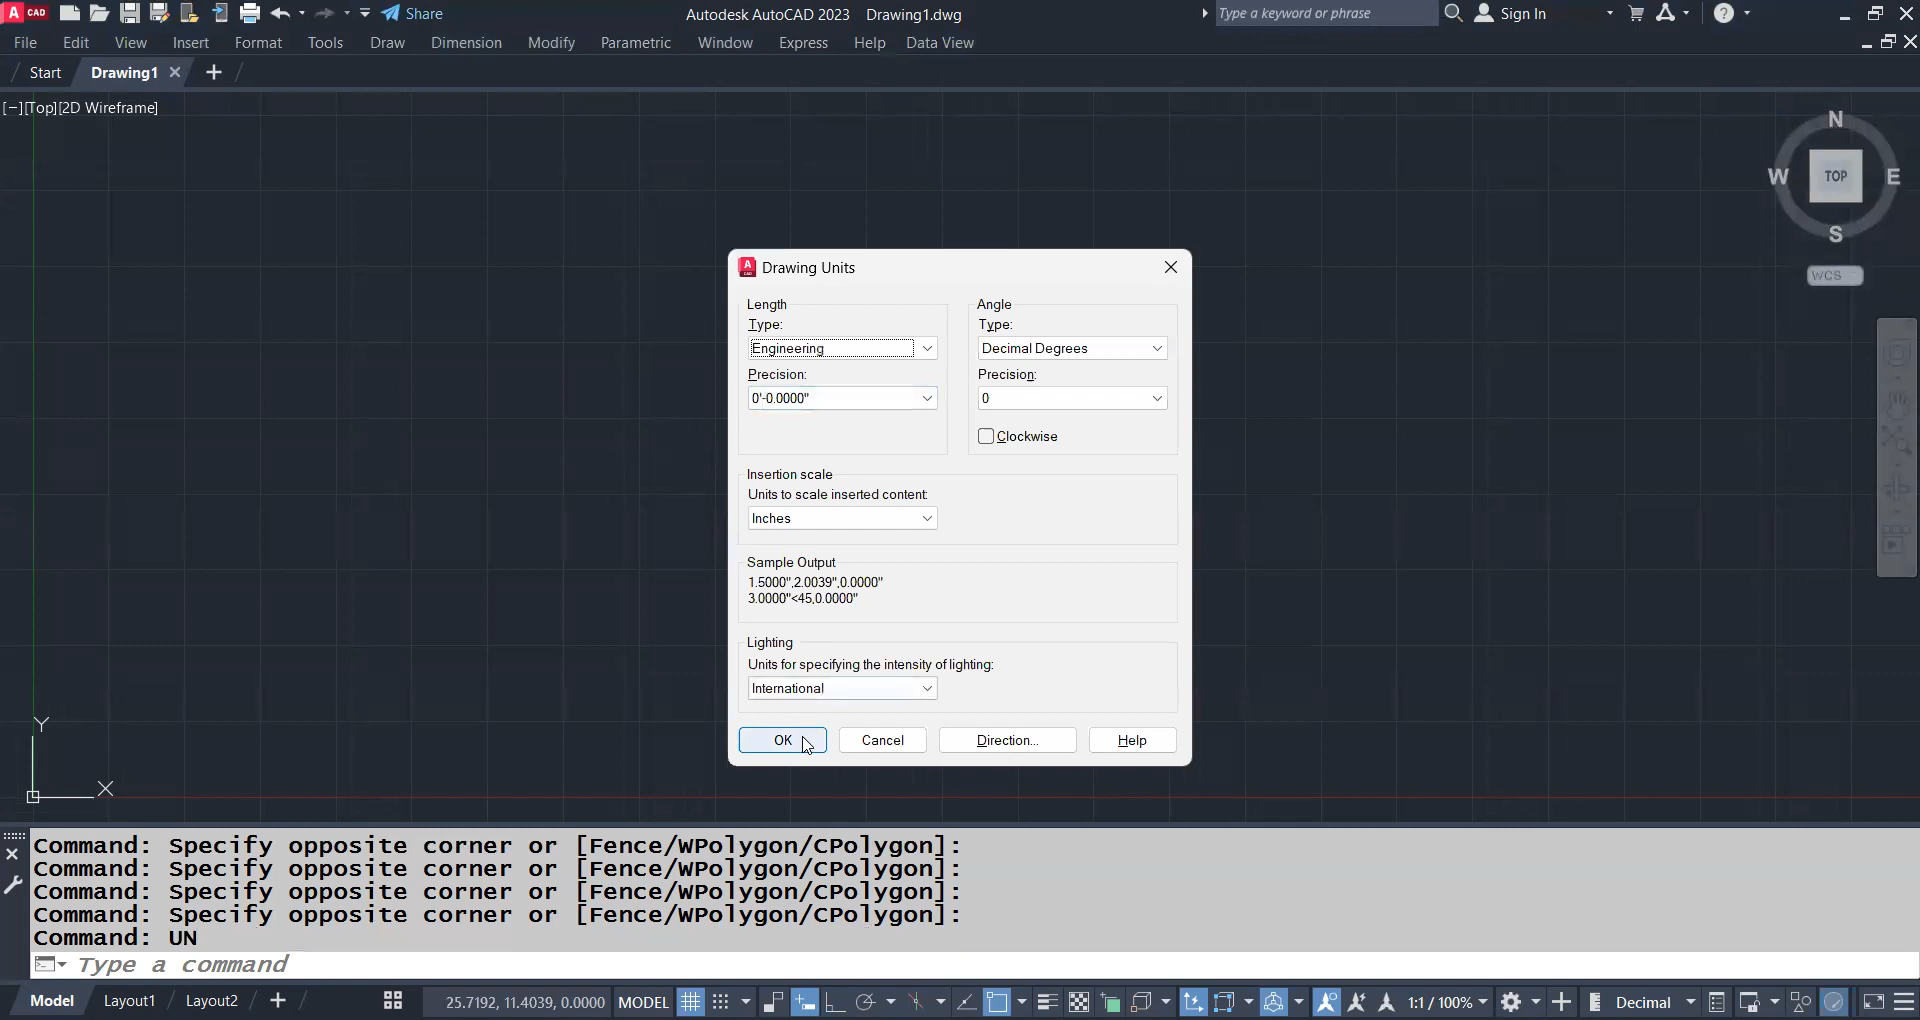 A CAD Share Autodesk AutoCAD 2023 Drawing1.dwg Type a keyword or phrase Sign In
File Edit View Insert Format Tools Draw Dimension Modify Parametric Window Express Help Data View
Start Drawing1
[−][Top][2D Wireframe]
N
W TOP E
S
WCS
Drawing Units
Length Angle
Type: Type:
Engineering Decimal Degrees
Precision: Precision:
0'-0.0000" 0
Clockwise
Insertion scale
Units to scale inserted content:
Inches
Sample Output
1.5000",2.0039",0.0000"
3.0000"<45,0.0000"
Lighting
Units for specifying the intensity of lighting:
International
OK Cancel Direction... Help
Y
X
Command: Specify opposite corner or [Fence/WPolygon/CPolygon]:
Command: Specify opposite corner or [Fence/WPolygon/CPolygon]:
Command: Specify opposite corner or [Fence/WPolygon/CPolygon]:
Command: Specify opposite corner or [Fence/WPolygon/CPolygon]:
Command: UN
Type a command
Model Layout1 Layout2 25.7192, 11.4039, 0.0000 MODEL 1:1 / 100% Decimal